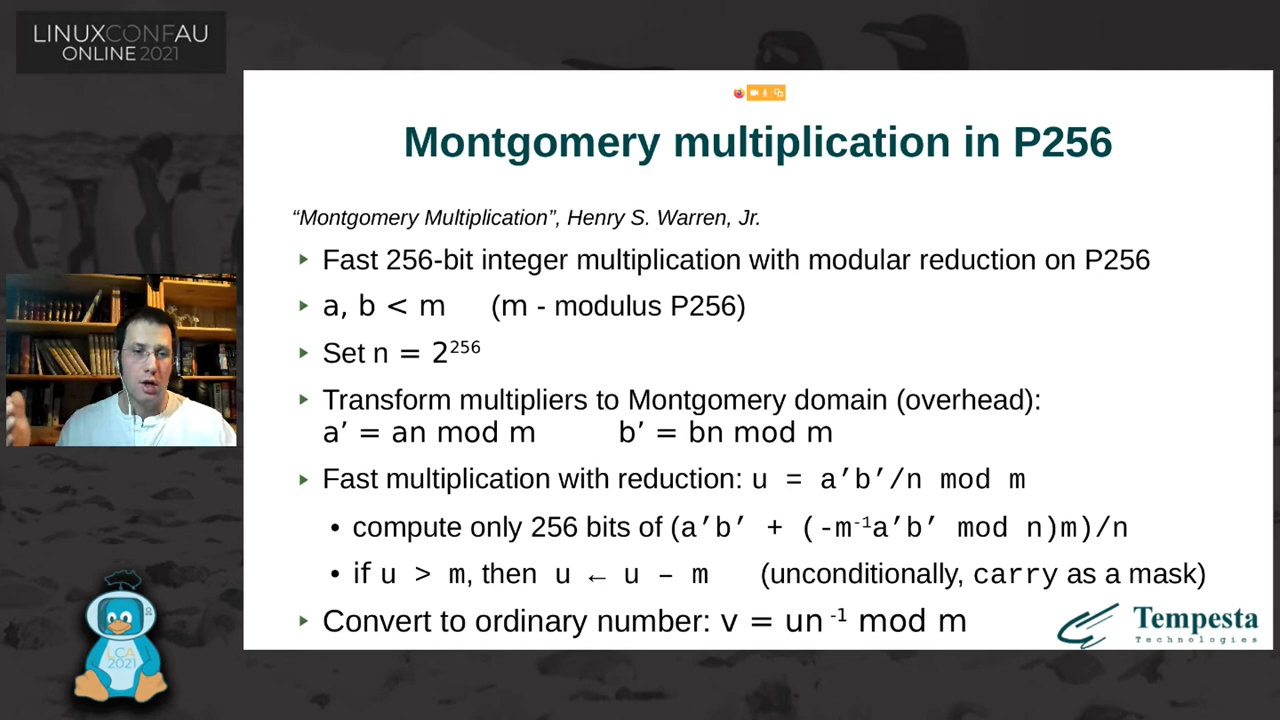 LINUXCONFAU
ONLINE 2021
Montgomery multiplication in P256
“Montgomery Multiplication”, Henry S. Warren, Jr.
Fast 256-bit integer multiplication with modular reduction on P256
a, b < m (m - modulus P256)
Set n = 2²⁵⁶
Transform multipliers to Montgomery domain (overhead):
a’ = an mod m b’ = bn mod m
Fast multiplication with reduction: u = a’b’/n mod m
• compute only 256 bits of (a’b’ + (-m⁻¹a’b’ mod n)m)/n
• if u > m, then u ← u – m (unconditionally, carry as a mask)
Convert to ordinary number: v = un⁻¹ mod m
Tempesta
Technologies
LCA
2021